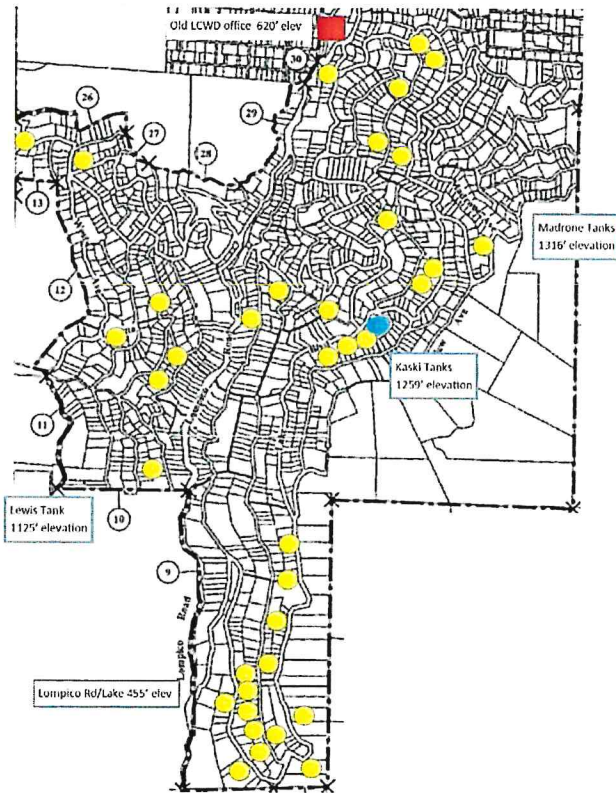 Old LCWD office 620' elev
30
29
26
27
28
13
Madrone Tanks
1316' elevation
12
Kaski Tanks
1259' elevation
11
Lewis Tank
1125' elevation
10
9
Lompico Road
Lompico Rd/Lake 455' elev